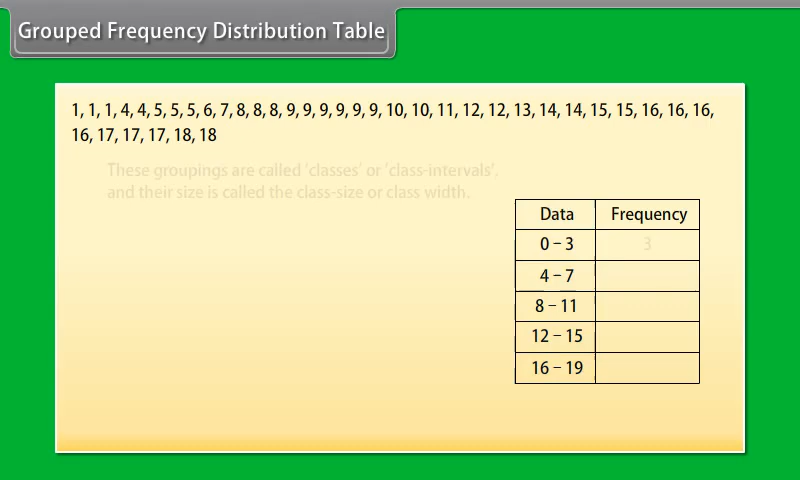 Grouped Frequency Distribution Table
1, 1, 1, 4, 4, 5, 5, 5, 6, 7, 8, 8, 8, 9, 9, 9, 9, 9, 9, 10, 10, 11, 12, 12, 13, 14, 14, 15, 15, 16, 16, 16,
16, 17, 17, 17, 18, 18
These groupings are called ‘classes’ or ‘class-intervals’,
and their size is called the class-size or class width.
Data Frequency
0 – 3 3
4 – 7
8 – 11
12 – 15
16 – 19